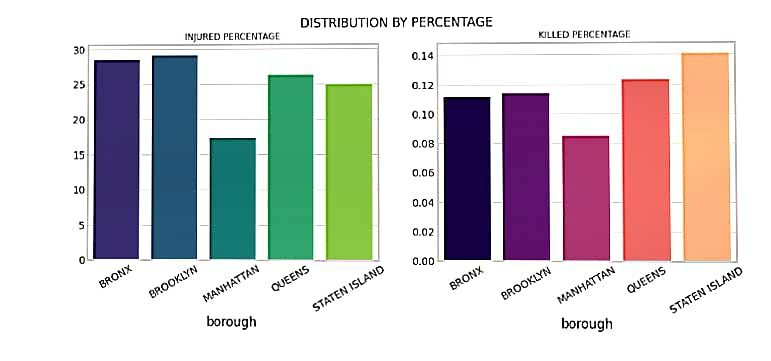 DISTRIBUTION BY PERCENTAGE
INJURED PERCENTAGE
30
25
20
15
10
5
0
BRONX
BROOKLYN
MANHATTAN
QUEENS
STATEN ISLAND
borough
KILLED PERCENTAGE
0.14
0.12
0.10
0.08
0.06
0.04
0.02
0.00
BRONX
BROOKLYN
MANHATTAN
QUEENS
STATEN ISLAND
borough